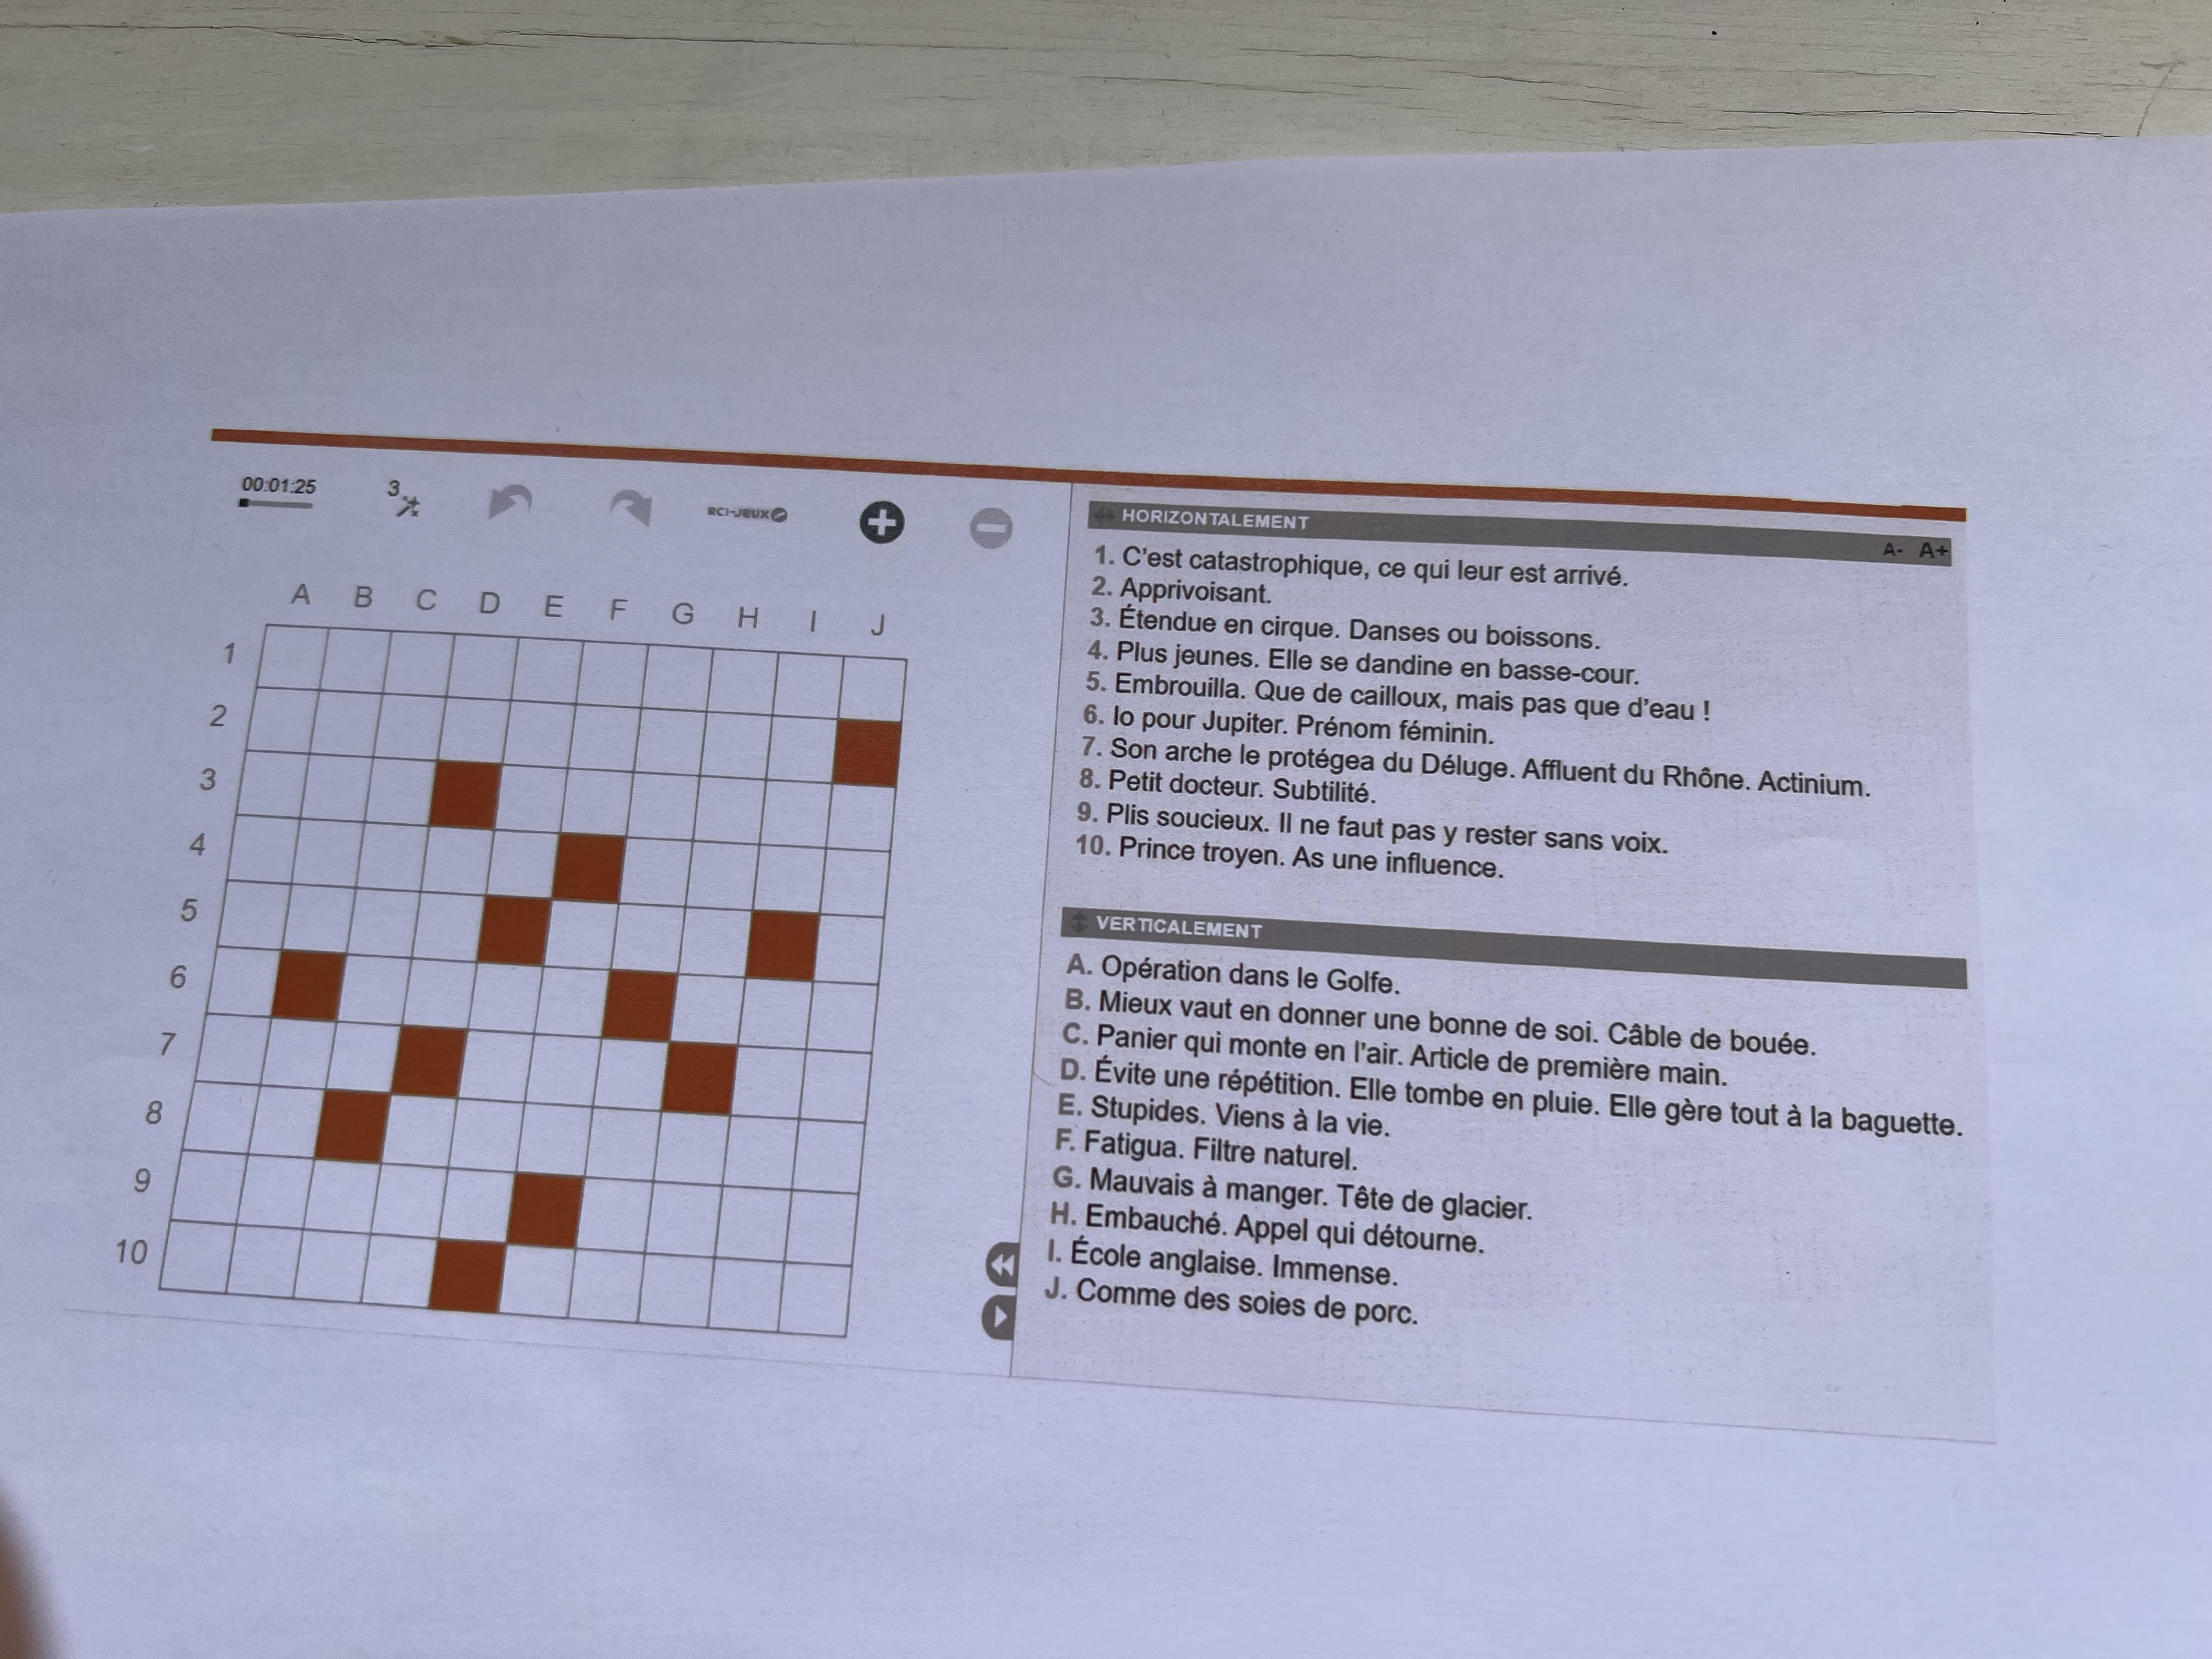 00:01:25
3
RCI-JEUX
A B C D E F G H I J
1
2
3
4
5
6
7
8
9
10
HORIZONTALEMENT
A- A+
1. C'est catastrophique, ce qui leur est arrivé.
2. Apprivoisant.
3. Étendue en cirque. Danses ou boissons.
4. Plus jeunes. Elle se dandine en basse-cour.
5. Embrouilla. Que de cailloux, mais pas que d'eau !
6. Io pour Jupiter. Prénom féminin.
7. Son arche le protégea du Déluge. Affluent du Rhône. Actinium.
8. Petit docteur. Subtilité.
9. Plis soucieux. Il ne faut pas y rester sans voix.
10. Prince troyen. As une influence.
VERTICALEMENT
A. Opération dans le Golfe.
B. Mieux vaut en donner une bonne de soi. Câble de bouée.
C. Panier qui monte en l'air. Article de première main.
D. Évite une répétition. Elle tombe en pluie. Elle gère tout à la baguette.
E. Stupides. Viens à la vie.
F. Fatigua. Filtre naturel.
G. Mauvais à manger. Tête de glacier.
H. Embauché. Appel qui détourne.
I. École anglaise. Immense.
J. Comme des soies de porc.